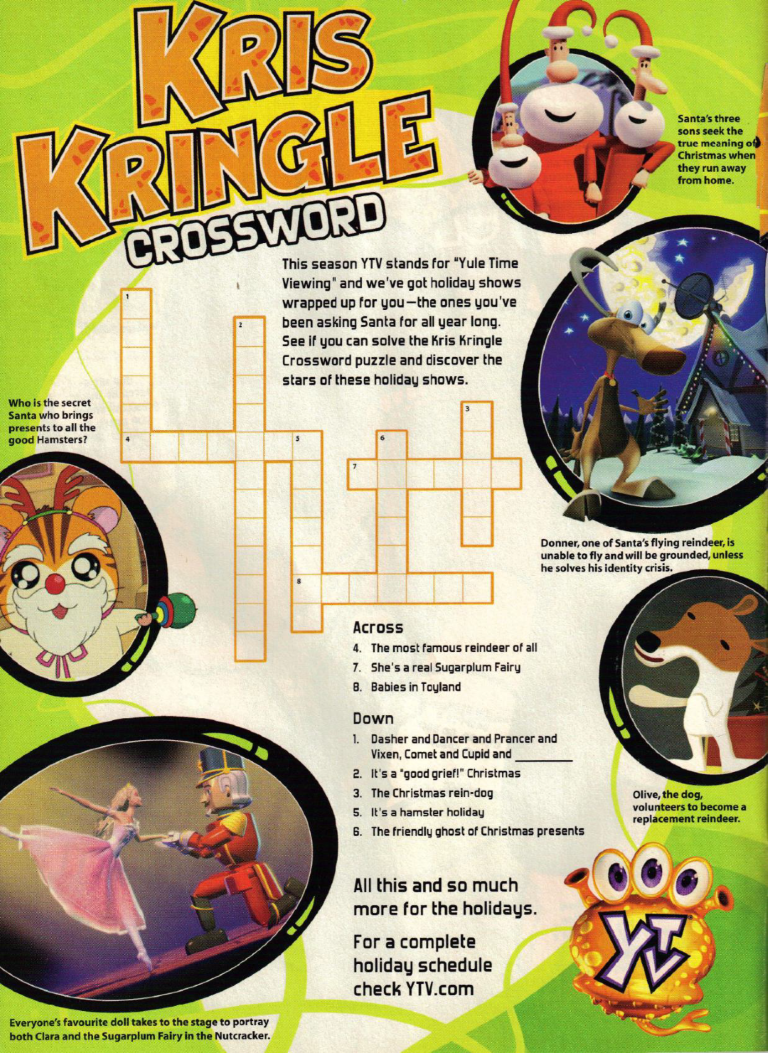 KRIS
KRINGLE
CROSSWORD
Santa's three
sons seek the
true meaning of
Christmas when
they run away
from home.
This season YTV stands for "Yule Time
Viewing" and we've got holiday shows
wrapped up for you—the ones you've
been asking Santa for all year long.
See if you can solve the Kris Kringle
Crossword puzzle and discover the
stars of these holiday shows.
1
2
3
4
5
6
7
8
Who is the secret
Santa who brings
presents to all the
good Hamsters?
Donner, one of Santa's flying reindeer, is
unable to fly and will be grounded, unless
he solves his identity crisis.
Across
4. The most famous reindeer of all
7. She's a real Sugarplum Fairy
8. Babies in Toyland
Down
1. Dasher and Dancer and Prancer and
Vixen, Comet and Cupid and ________
2. It's a "good grief!" Christmas
3. The Christmas rein-dog
5. It's a hamster holiday
6. The friendly ghost of Christmas presents
Olive, the dog,
volunteers to become a
replacement reindeer.
All this and so much
more for the holidays.
For a complete
holiday schedule
check YTV.com
YTV
Everyone's favourite doll takes to the stage to portray
both Clara and the Sugarplum Fairy in the Nutcracker.